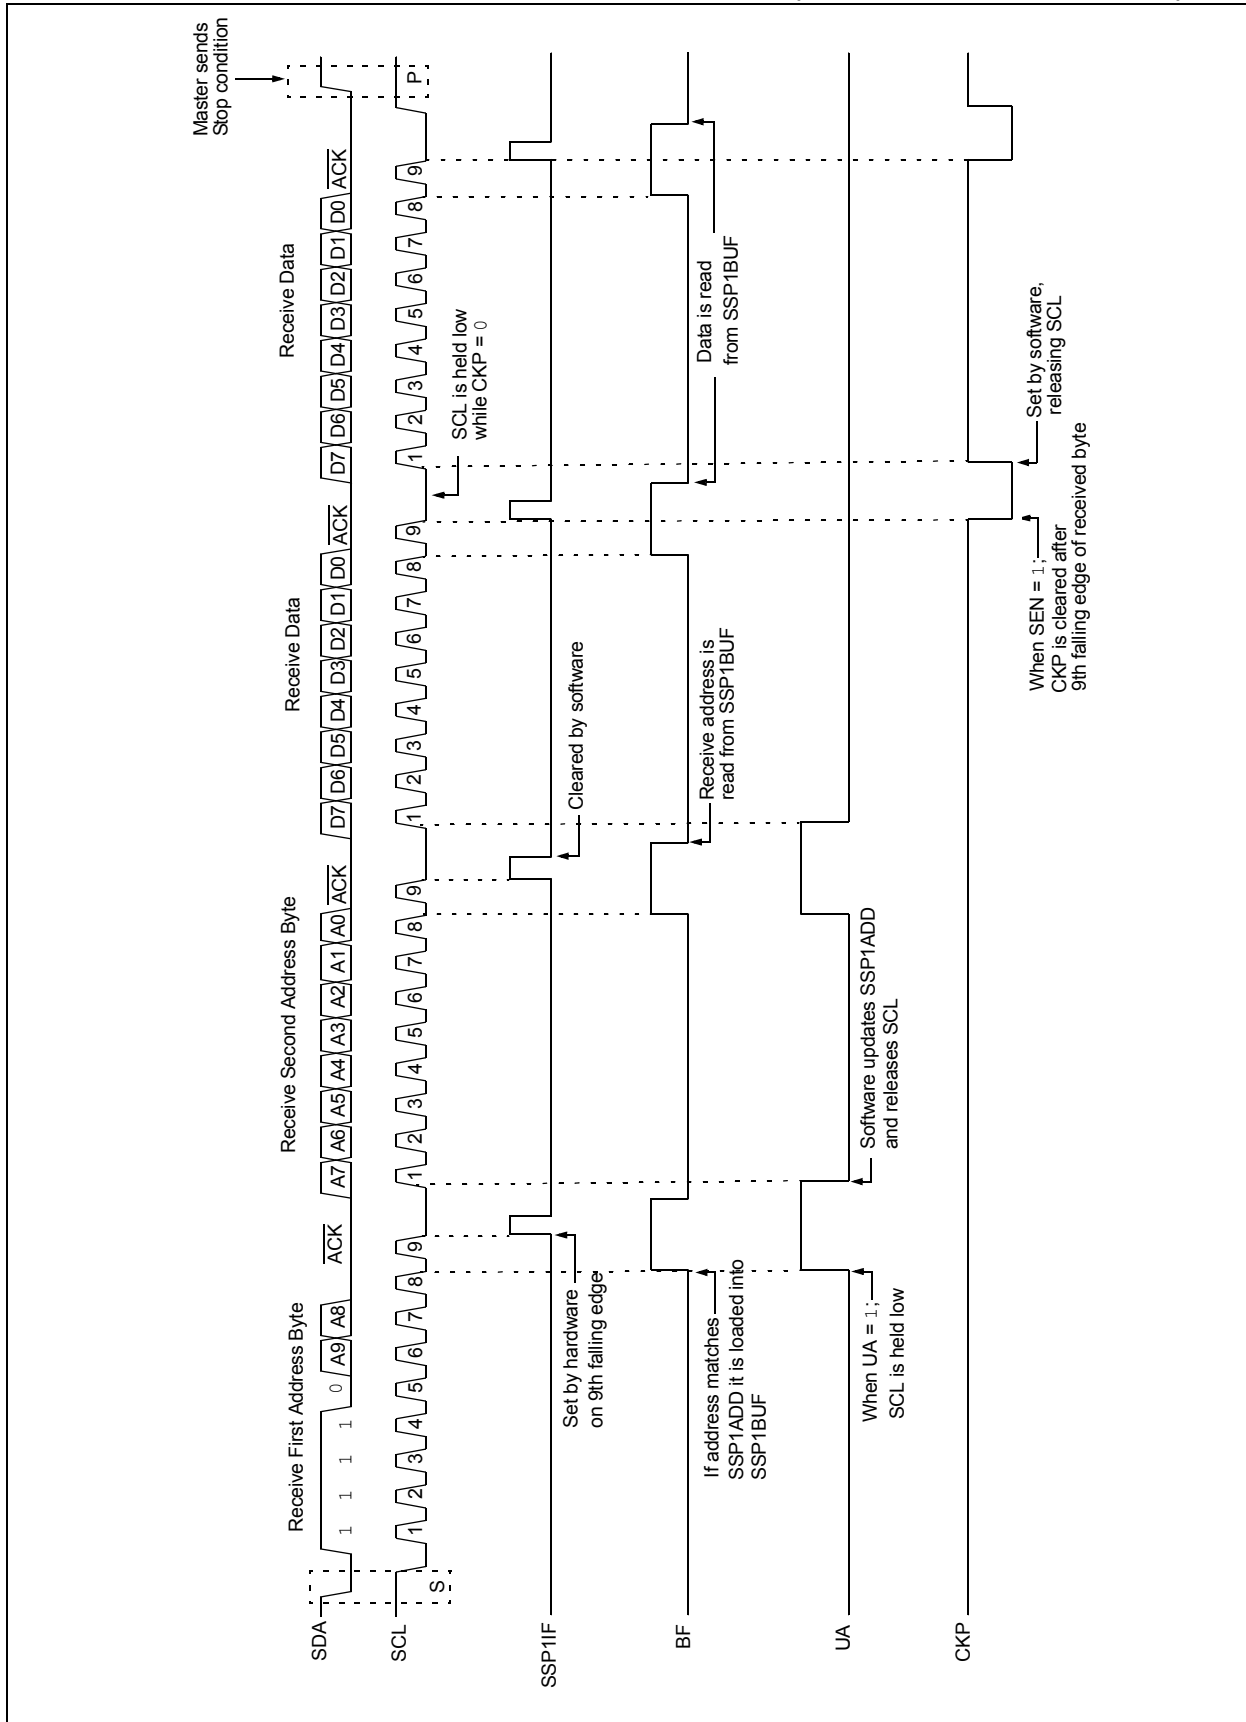 Master sends
Stop condition
Receive First Address Byte
Receive Second Address Byte
Receive Data
Receive Data
SDA
1 1 1 1 0 A9 A8 ACK
A7 A6 A5 A4 A3 A2 A1 A0 ACK
D7 D6 D5 D4 D3 D2 D1 D0 ACK
D7 D6 D5 D4 D3 D2 D1 D0 ACK
SCL
S
1 2 3 4 5 6 7 8 9
1 2 3 4 5 6 7 8 9
1 2 3 4 5 6 7 8 9
1 2 3 4 5 6 7 8 9
P
SCL is held low
while CKP = 0
SSP1IF
Set by hardware
on 9th falling edge
Cleared by software
BF
If address matches
SSP1ADD it is loaded into
SSP1BUF
Receive address is
read from SSP1BUF
Data is read
from SSP1BUF
UA
When UA = 1;
SCL is held low
Software updates SSP1ADD
and releases SCL
CKP
When SEN = 1;
CKP is cleared after
9th falling edge of received byte
Set by software,
releasing SCL